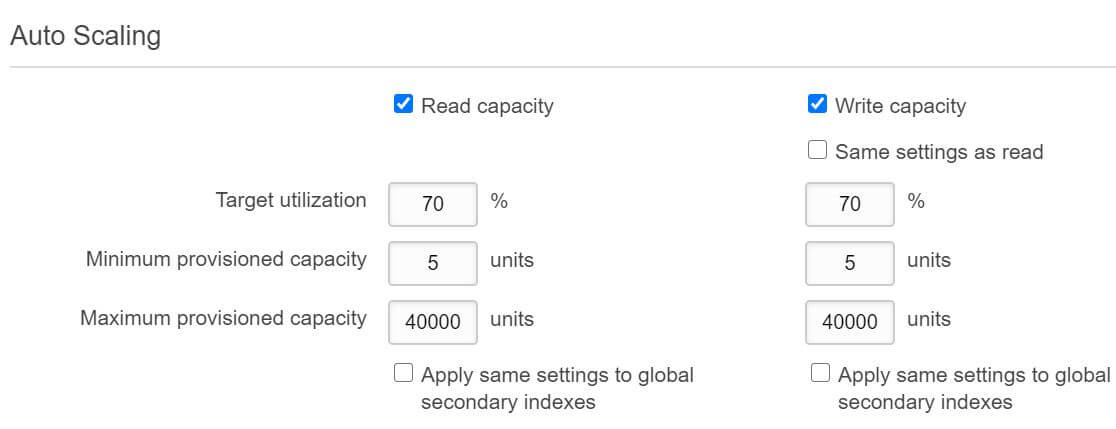 Auto Scaling
Read capacity Write capacity
Same settings as read
Target utilization 70 % 70 %
Minimum provisioned capacity 5 units 5 units
Maximum provisioned capacity 40000 units 40000 units
Apply same settings to global Apply same settings to global
secondary indexes secondary indexes